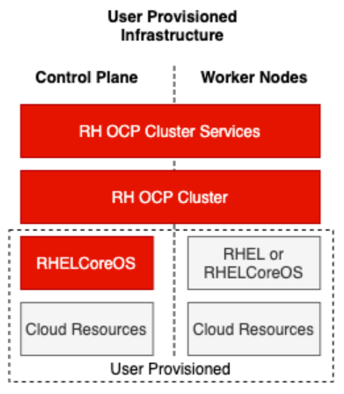 User Provisioned
Infrastructure
Control Plane
Worker Nodes
RH OCP Cluster Services
RH OCP Cluster
RHELCoreOS
RHEL or
RHELCoreOS
Cloud Resources
Cloud Resources
User Provisioned